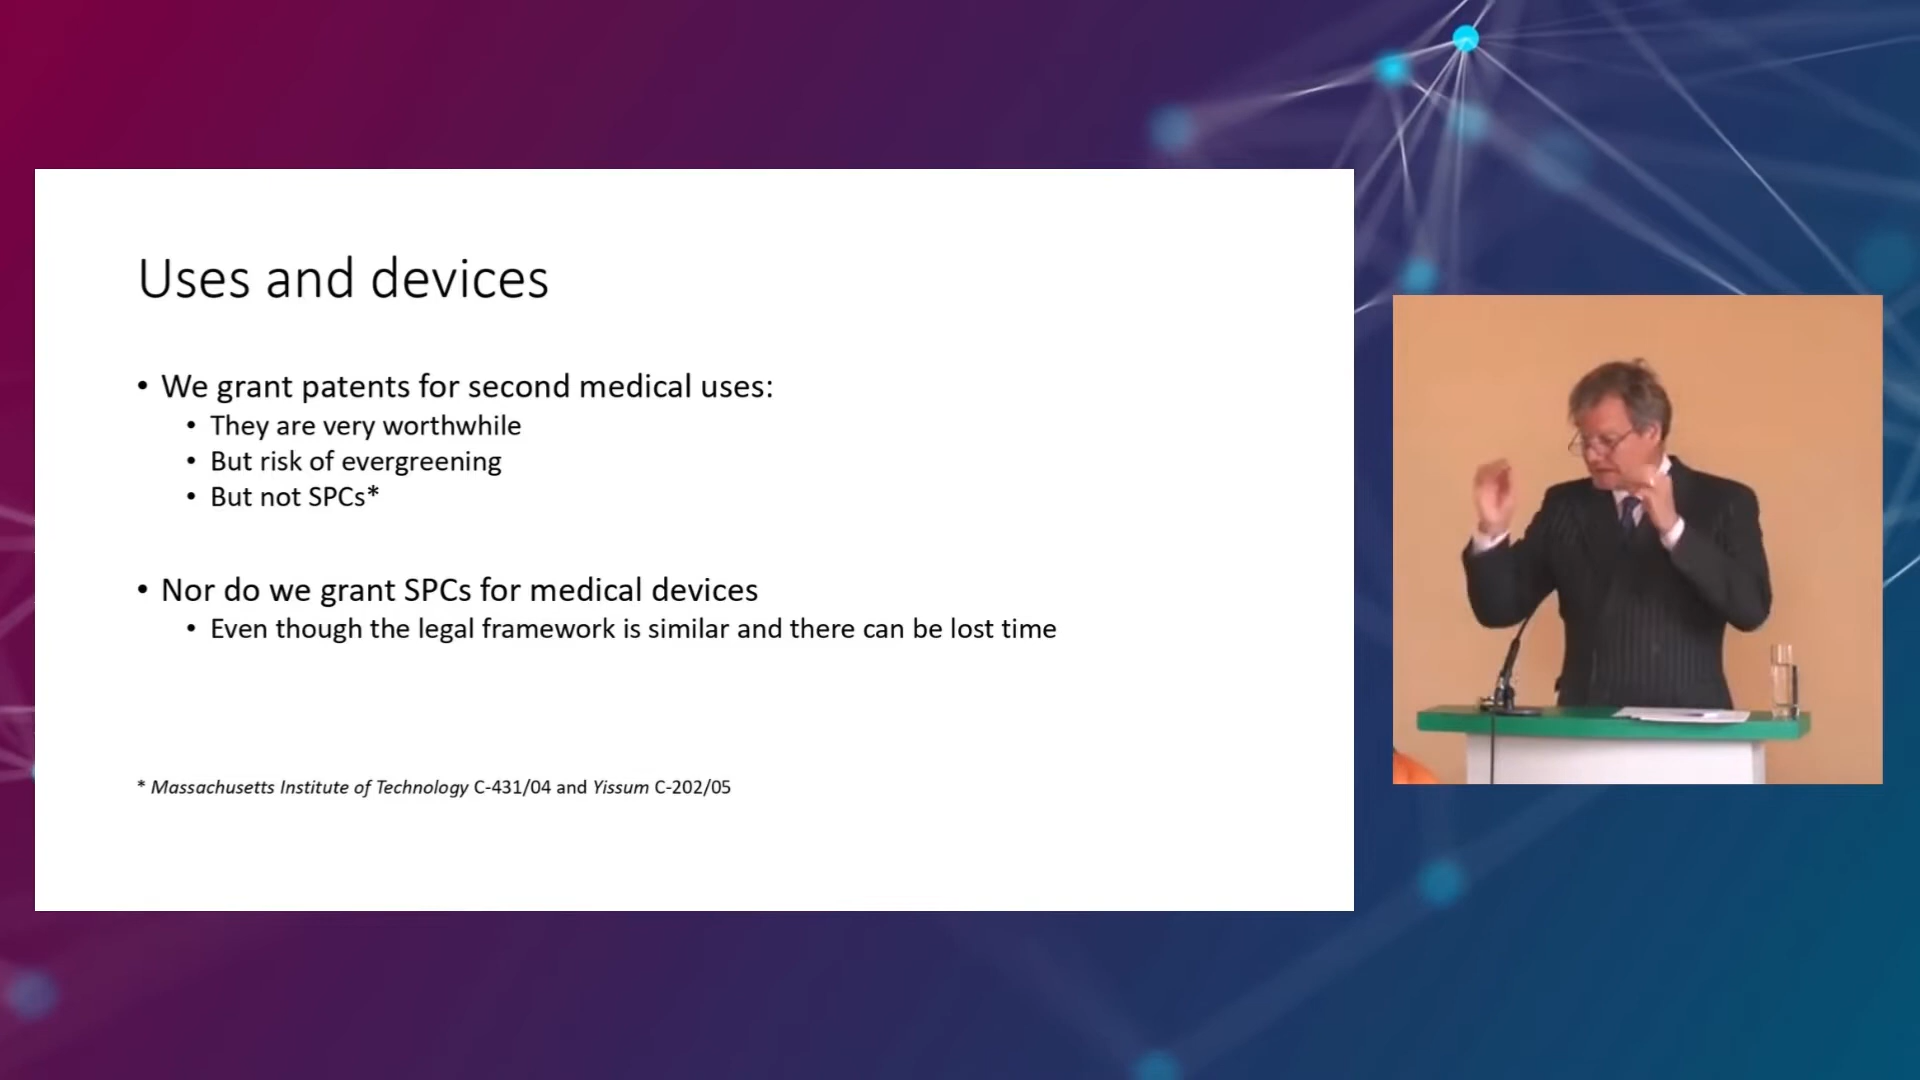 Uses and devices
• We grant patents for second medical uses:
• They are very worthwhile
• But risk of evergreening
• But not SPCs*
• Nor do we grant SPCs for medical devices
• Even though the legal framework is similar and there can be lost time
* Massachusetts Institute of Technology C-431/04 and Yissum C-202/05